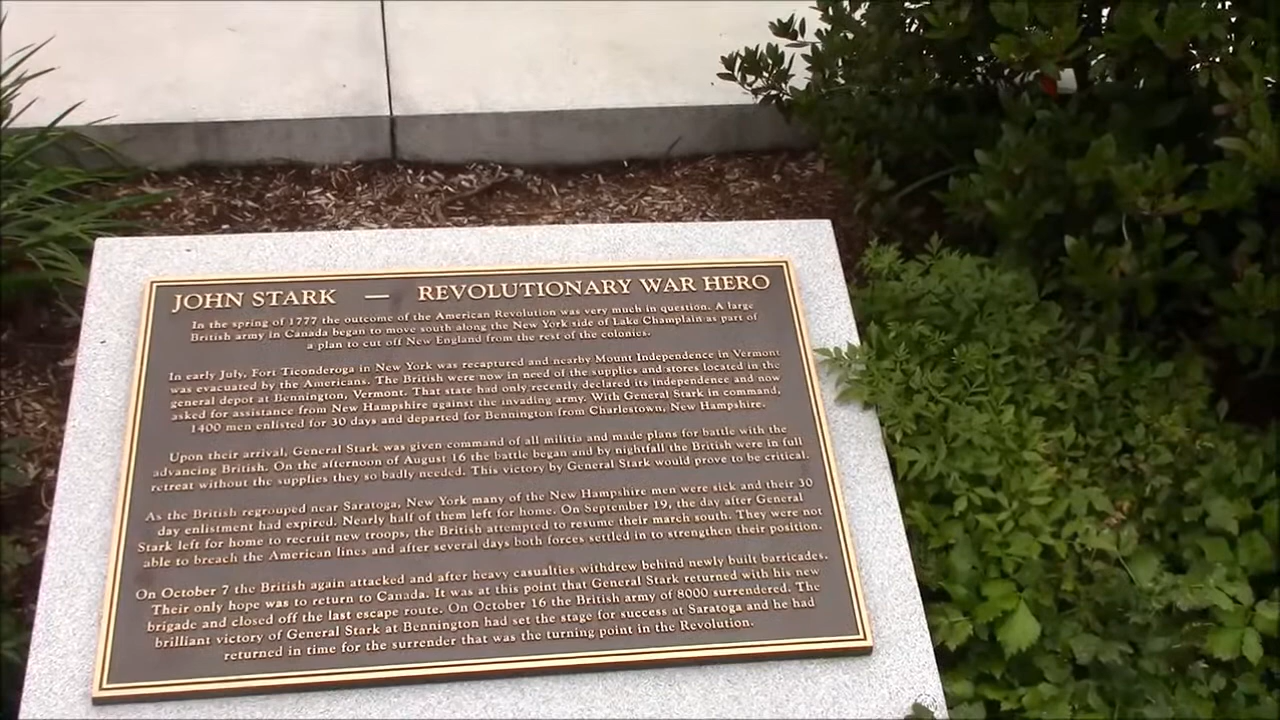 JOHN STARK — REVOLUTIONARY WAR HERO
In the spring of 1777 the outcome of the American Revolution was very much in question. A large
British army in Canada began to move south along the New York side of Lake Champlain as part of
a plan to cut off New England from the rest of the colonies.
In early July, Fort Ticonderoga in New York was recaptured and nearby Mount Independence in Vermont
was evacuated by the Americans. The British were now in need of the supplies and stores located in the
general depot at Bennington, Vermont. That state had only recently declared its independence and now
asked for assistance from New Hampshire against the invading army. With General Stark in command,
1400 men enlisted for 30 days and departed for Bennington from Charlestown, New Hampshire.
Upon their arrival, General Stark was given command of all militia and made plans for battle with the
advancing British. On the afternoon of August 16 the battle began and by nightfall the British were in full
retreat without the supplies they so badly needed. This victory by General Stark would prove to be critical.
As the British regrouped near Saratoga, New York many of the New Hampshire men were sick and their 30
day enlistment had expired. Nearly half of them left for home. On September 19, the day after General
Stark left for home to recruit new troops, the British attempted to resume their march south. They were not
able to breach the American lines and after several days both forces settled in to strengthen their position.
On October 7 the British again attacked and after heavy casualties withdrew behind newly built barricades.
Their only hope was to return to Canada. It was at this point that General Stark returned with his new
brigade and closed off the last escape route. On October 16 the British army of 8000 surrendered. The
brilliant victory of General Stark at Bennington had set the stage for success at Saratoga and he had
returned in time for the surrender that was the turning point in the Revolution.